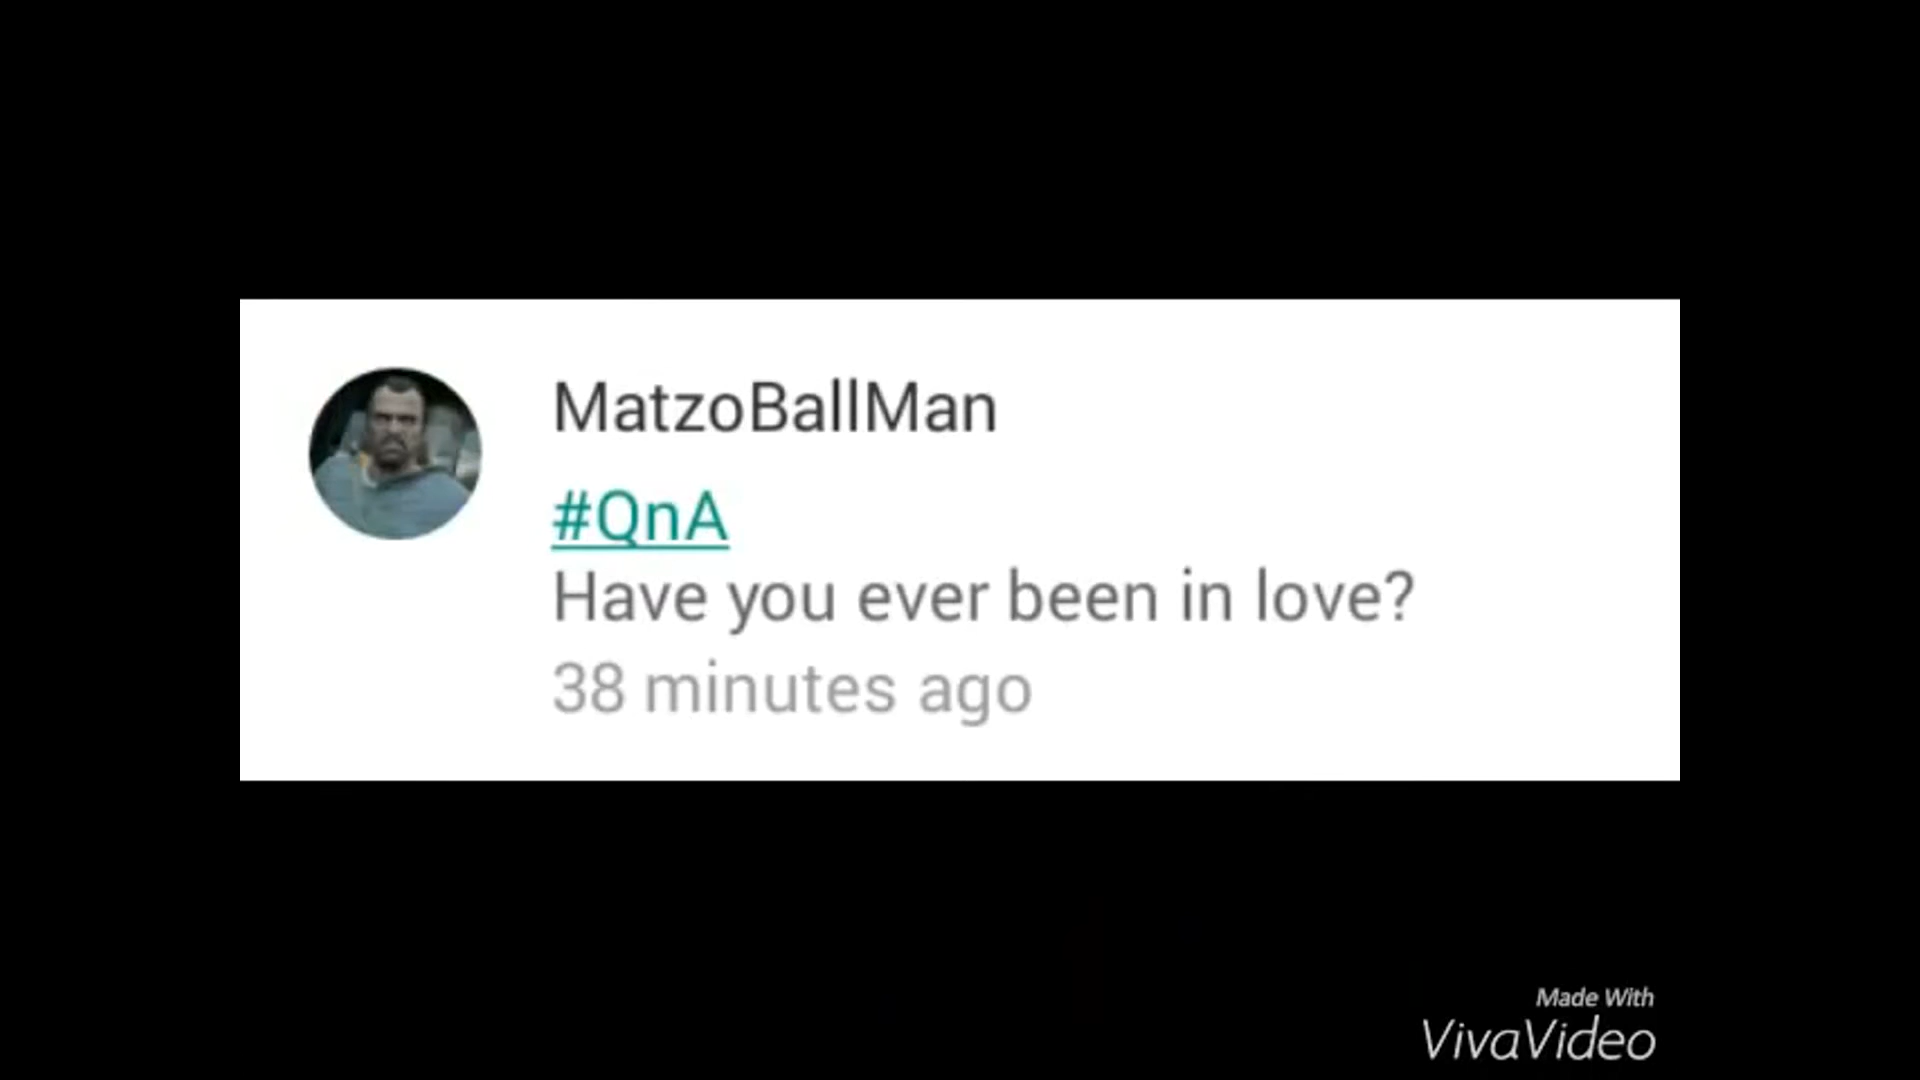 MatzoBallMan
#QnA
Have you ever been in love?
38 minutes ago
Made With
VivaVideo